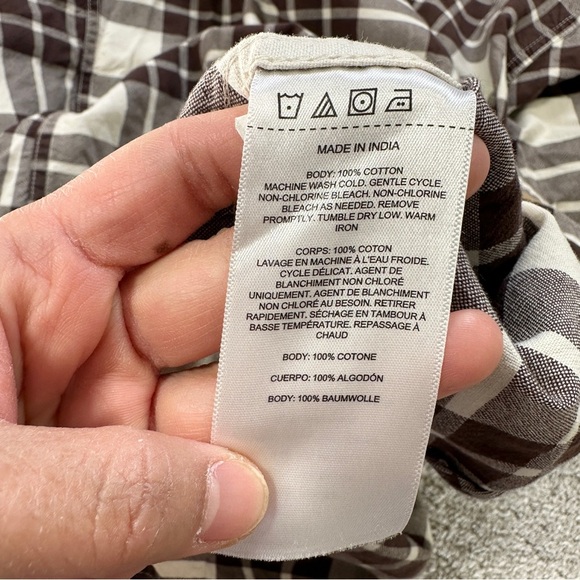 MADE IN INDIA
BODY: 100% COTTON
MACHINE WASH COLD. GENTLE CYCLE.
NON-CHLORINE BLEACH. NON-CHLORINE
BLEACH AS NEEDED. REMOVE
PROMPTLY. TUMBLE DRY LOW. WARM
IRON
CORPS: 100% COTON
LAVAGE EN MACHINE À L'EAU FROIDE.
CYCLE DÉLICAT. AGENT DE
BLANCHIMENT NON CHLORÉ
UNIQUEMENT. AGENT DE BLANCHIMENT
NON CHLORÉ AU BESOIN. RETIRER
RAPIDEMENT. SÉCHAGE EN TAMBOUR À
BASSE TEMPÉRATURE. REPASSAGE À
CHAUD
BODY: 100% COTONE
CUERPO: 100% ALGODÓN
BODY: 100% BAUMWOLLE